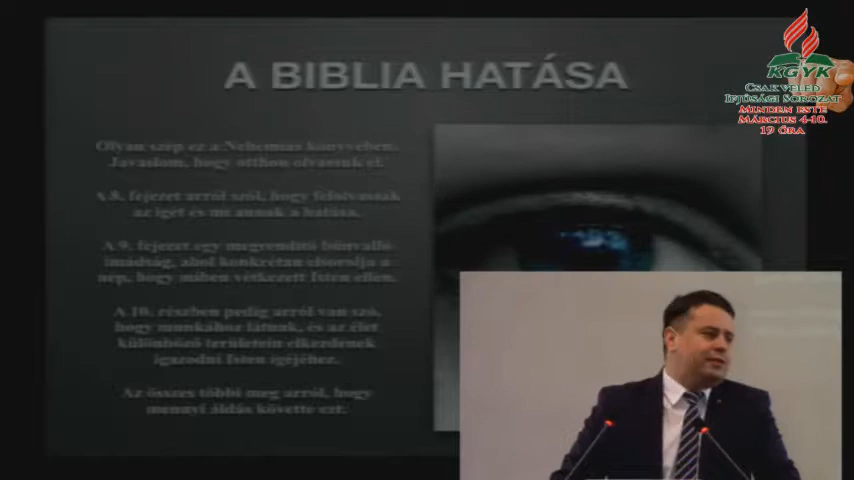 A BIBLIA HATÁSA
KGYK
Csak veled
Ifjúsági Sorozat
Minden este
Március 4-10.
19 óra
Olyan szép ez a Nehémiás könyvében.
Javaslom, hogy otthon olvassuk el.
A 8. fejezet arról szól, hogy felolvassák
az igét és mi annak a hatása.
A 9. fejezet egy megrendítő bűnvalló
imádság, ahol konkrétan elsorolja a
nép, hogy miben vétkezett Isten ellen.
A 10. részben pedig arról van szó,
hogy munkához látnak, és az élet
különböző területein elkezdenek
igazodni Isten igéjéhez.
Az összes többi meg arról, hogy
mennyi áldás követte ezt.